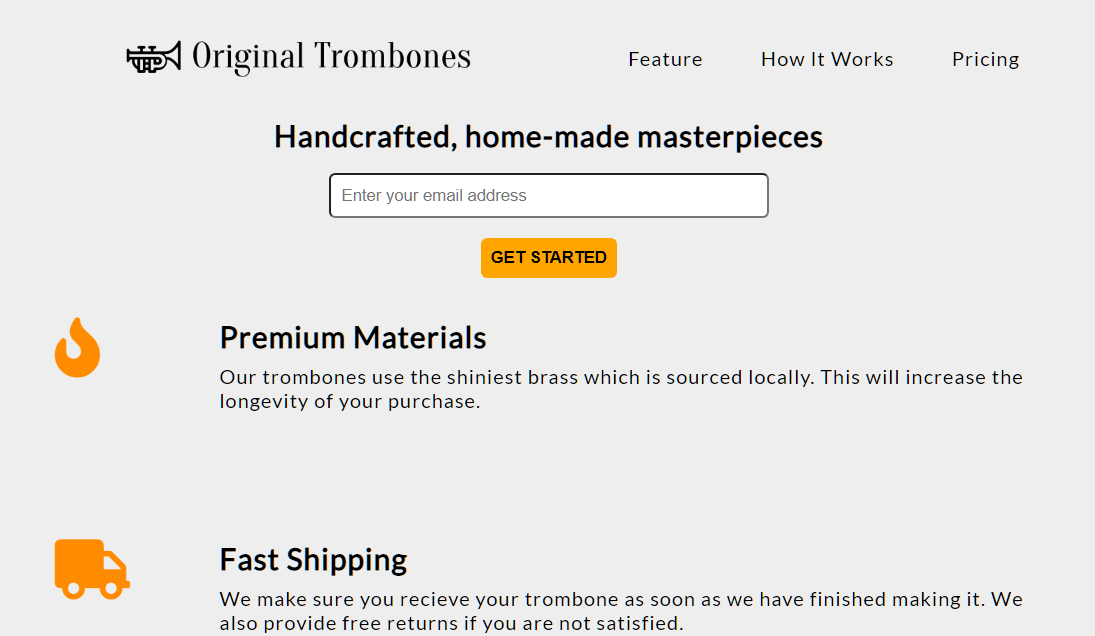 Original Trombones
Feature
How It Works
Pricing
Handcrafted, home-made masterpieces
Enter your email address
GET STARTED
Premium Materials
Our trombones use the shiniest brass which is sourced locally. This will increase the
longevity of your purchase.
Fast Shipping
We make sure you recieve your trombone as soon as we have finished making it. We
also provide free returns if you are not satisfied.